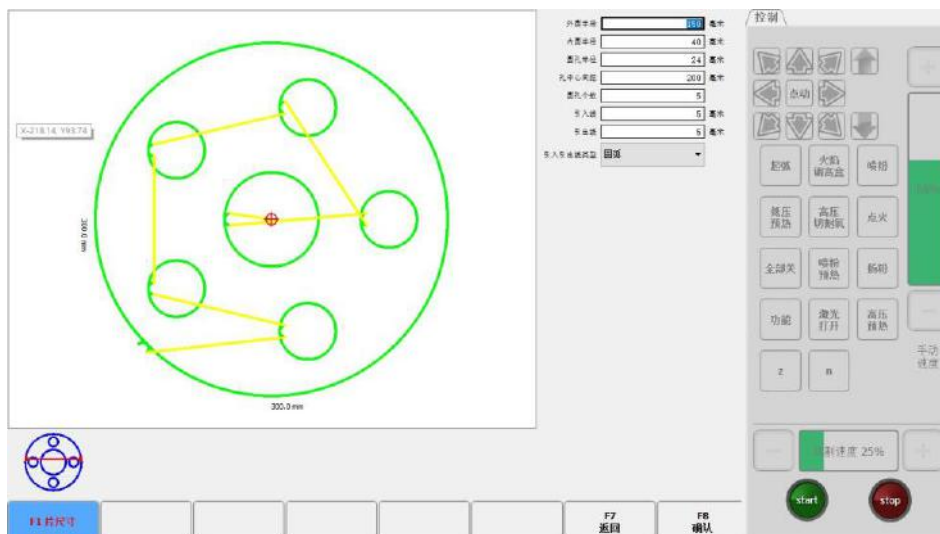 外圆半径 150 毫米
内圆半径 40 毫米
圆孔半径 24 毫米
孔中心间距 200 毫米
圆孔个数 5
引入线 5 毫米
引出线 5 毫米
引入引出线类型 圆弧
X-218.14, Y93.74
300.0 mm
300.0 mm
F1 片尺寸
F7
返回
F8
确认
控制
点动
起弧
火焰
调高盒
喷粉
低压
预热
高压
切割氧
点火
全部关
喷粉
预热
功能
激光
打开
高压
预热
手动
速度
z
n
速度 25%
start
stop